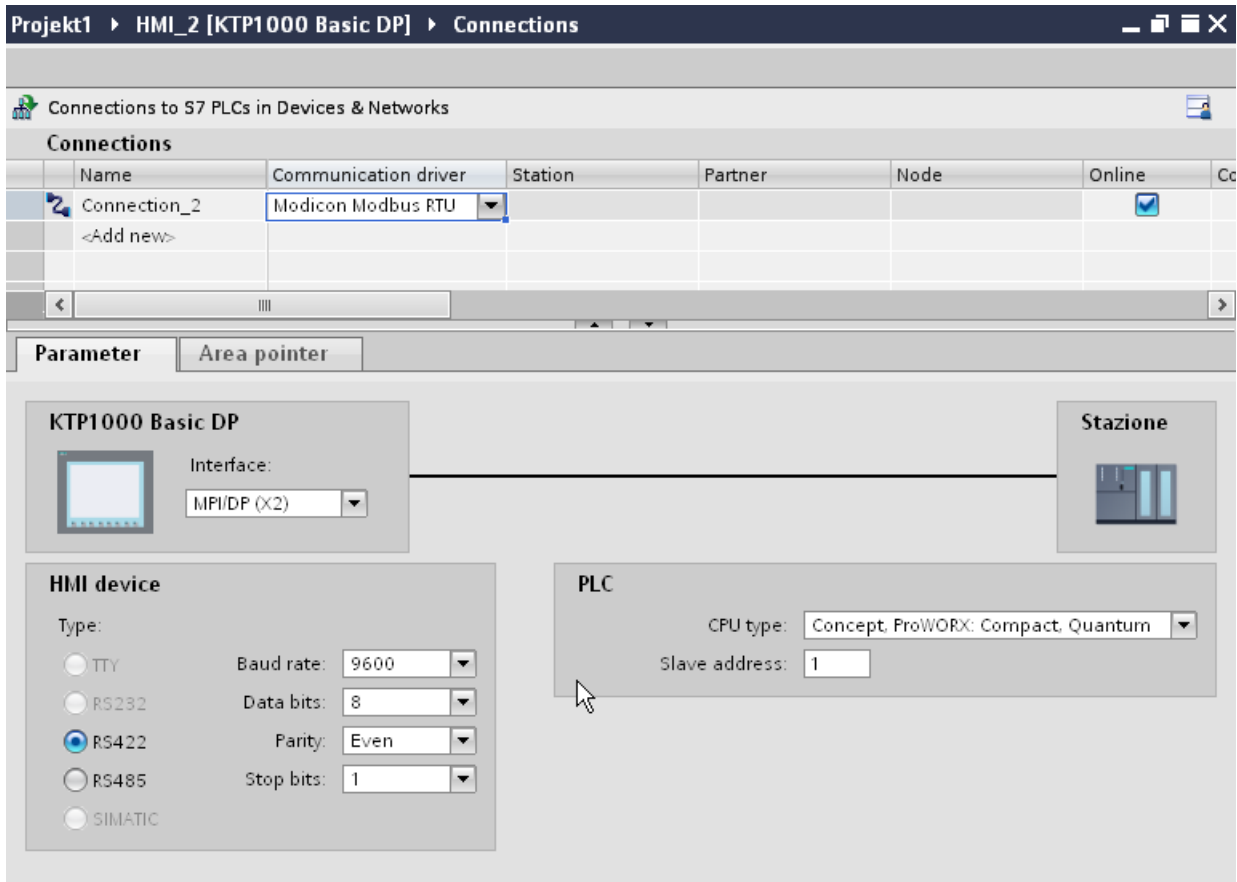 Projekt1 ▸ HMI_2 [KTP1000 Basic DP] ▸ Connections
Connections to S7 PLCs in Devices & Networks
Connections
Name Communication driver Station Partner Node Online Co
Connection_2 Modicon Modbus RTU
<Add new>
Parameter Area pointer
KTP1000 Basic DP Stazione
Interface:
MPI/DP (X2)
HMI device PLC
Type: CPU type: Concept, ProWORX: Compact, Quantum
TTY Baud rate: 9600 Slave address: 1
RS232 Data bits: 8
RS422 Parity: Even
RS485 Stop bits: 1
SIMATIC